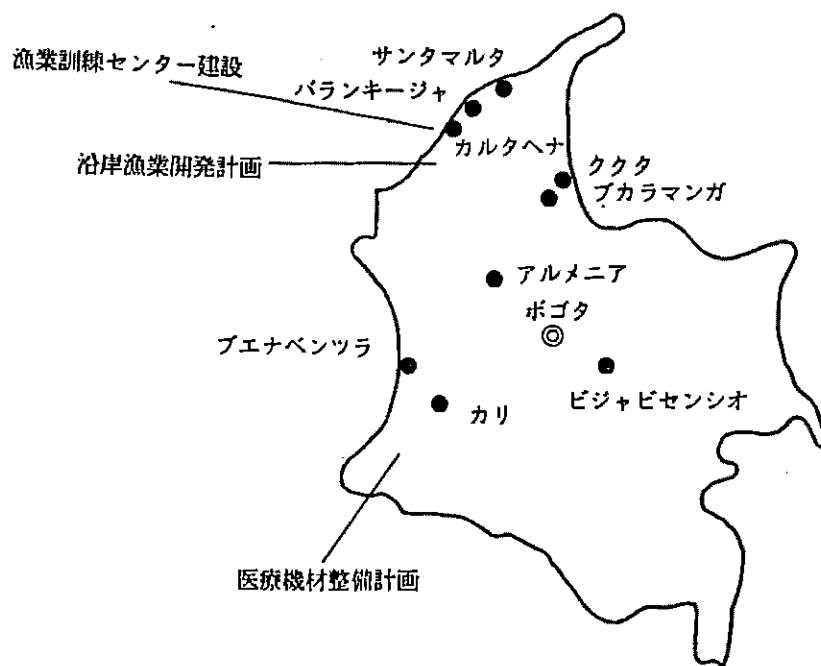 サンタマルタ
漁業訓練センター建設
バランキージャ
カルタヘナ
沿岸漁業開発計画
ククタ
ブカラマンガ
アルメニア
ボゴタ
ブエナベンツラ
ビジャビセンシオ
カリ
医療機材整備計画